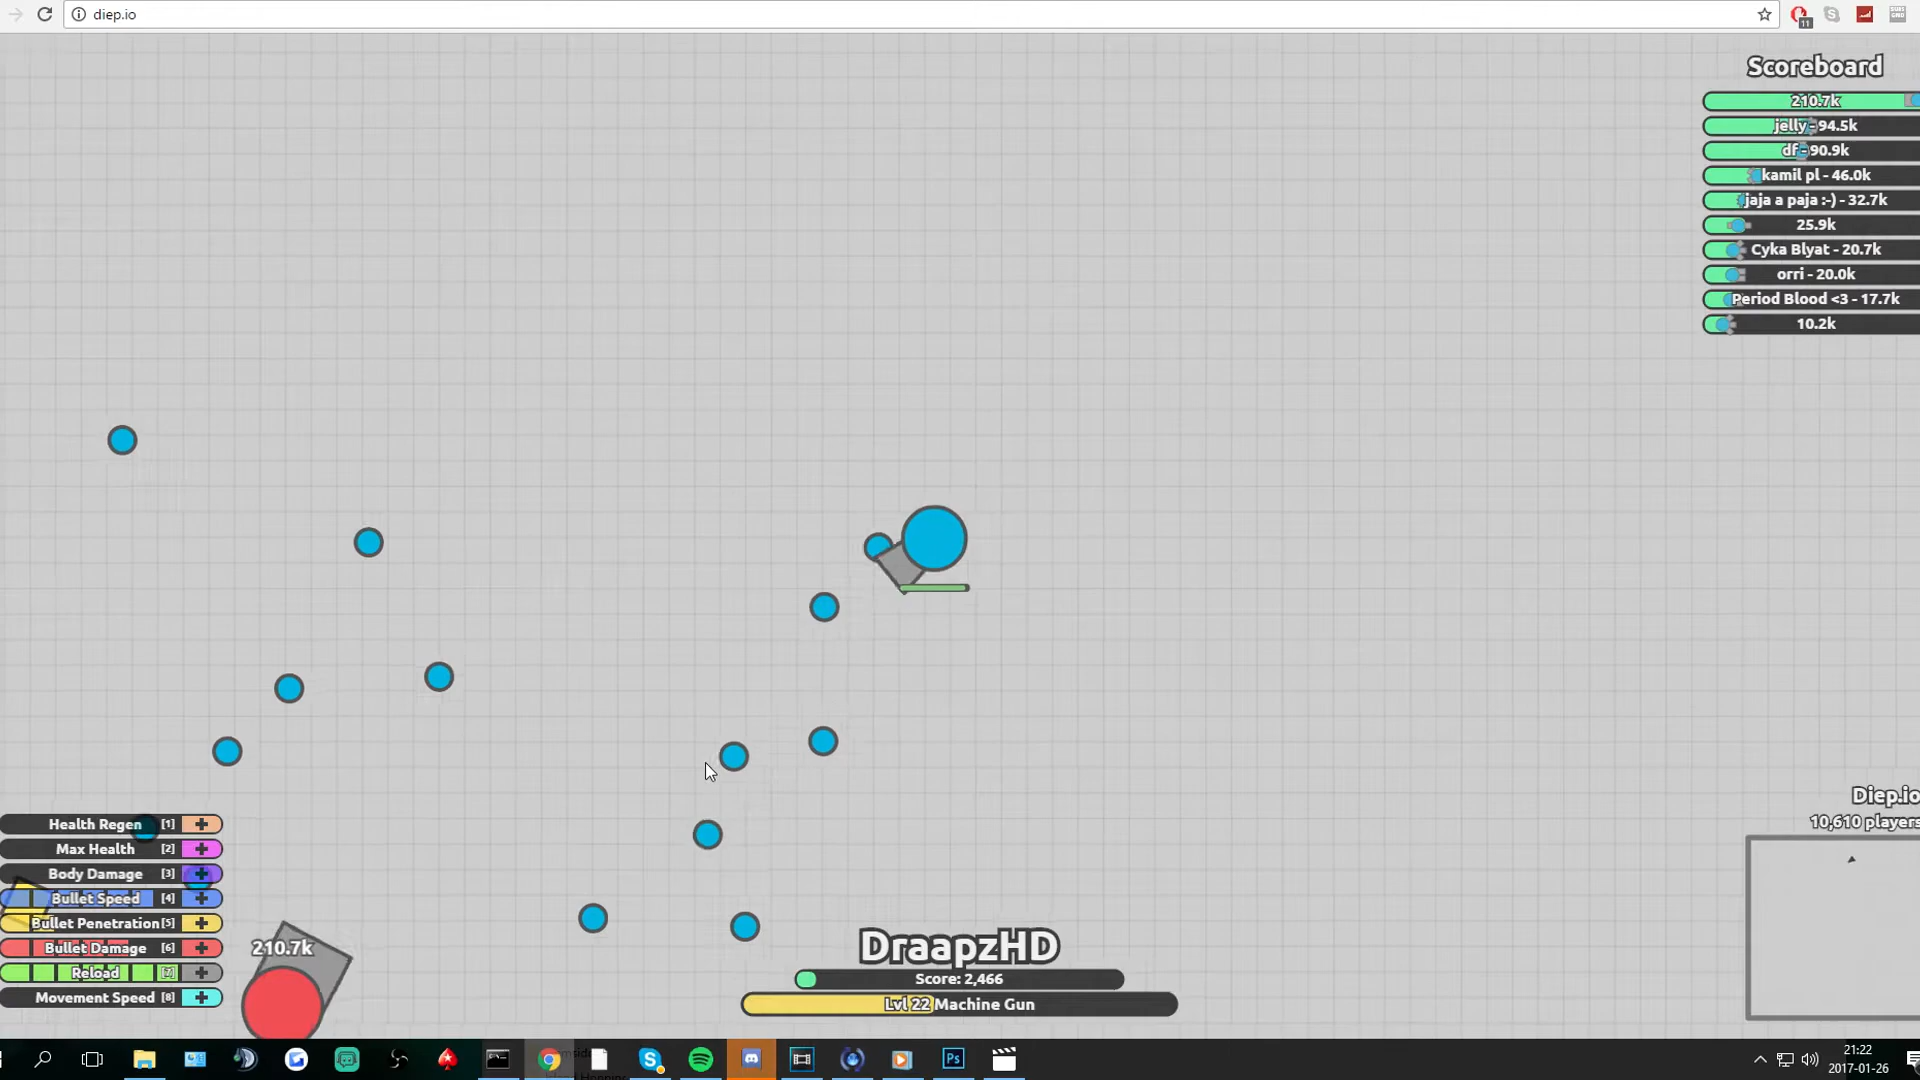 diep.io
11
Scoreboard
210.7k
jelly - 94.5k
df - 90.9k
kamil pl - 46.0k
jaja a paja :-) - 32.7k
25.9k
Cyka Blyat - 20.7k
orri - 20.0k
Period Blood <3 - 17.7k
10.2k
Health Regen [1]
Max Health [2]
Body Damage [3]
Bullet Speed [4]
Bullet Penetration [5]
Bullet Damage [6]
Reload [7]
Movement Speed [8]
210.7k
DraapzHD
Score: 2,466
Lvl 22 Machine Gun
Diep.io
10,610 players
Ps
21:22
2017-01-26